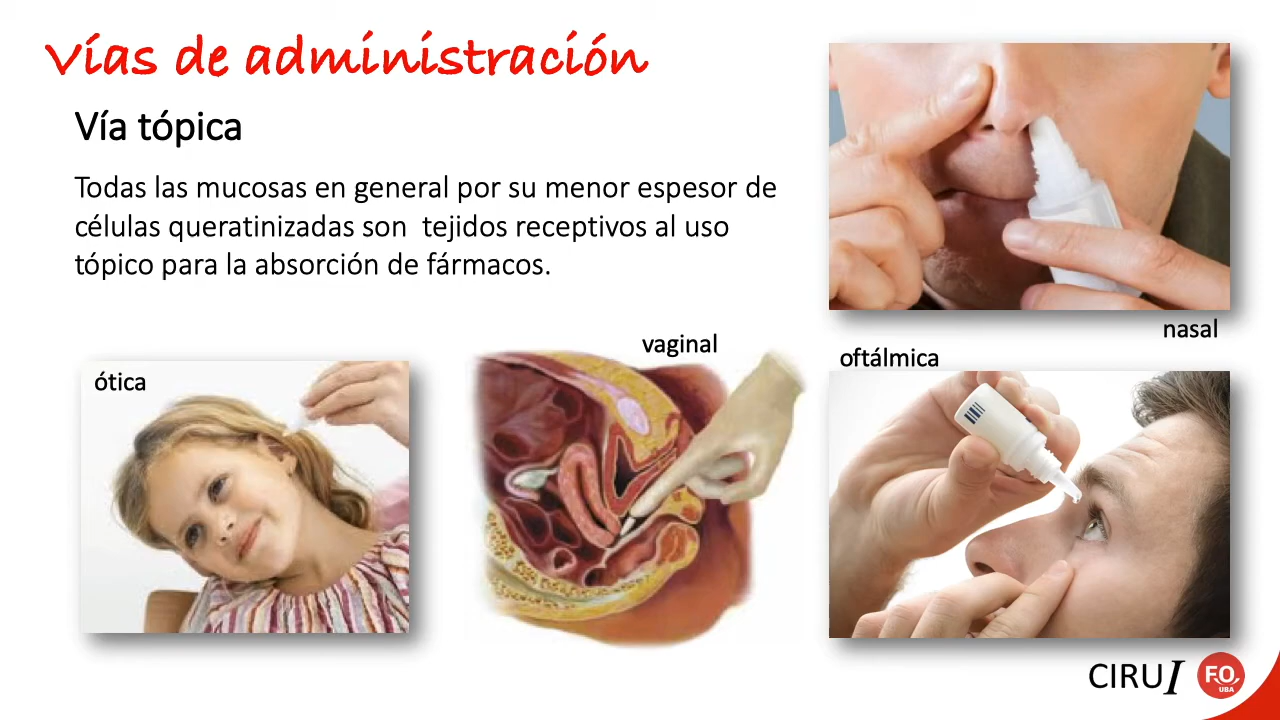 Vías de administración
Vía tópica
Todas las mucosas en general por su menor espesor de
células queratinizadas son  tejidos receptivos al uso
tópico para la absorción de fármacos.
nasal
vaginal
oftálmica
ótica
CIRU I
F.O.
UBA